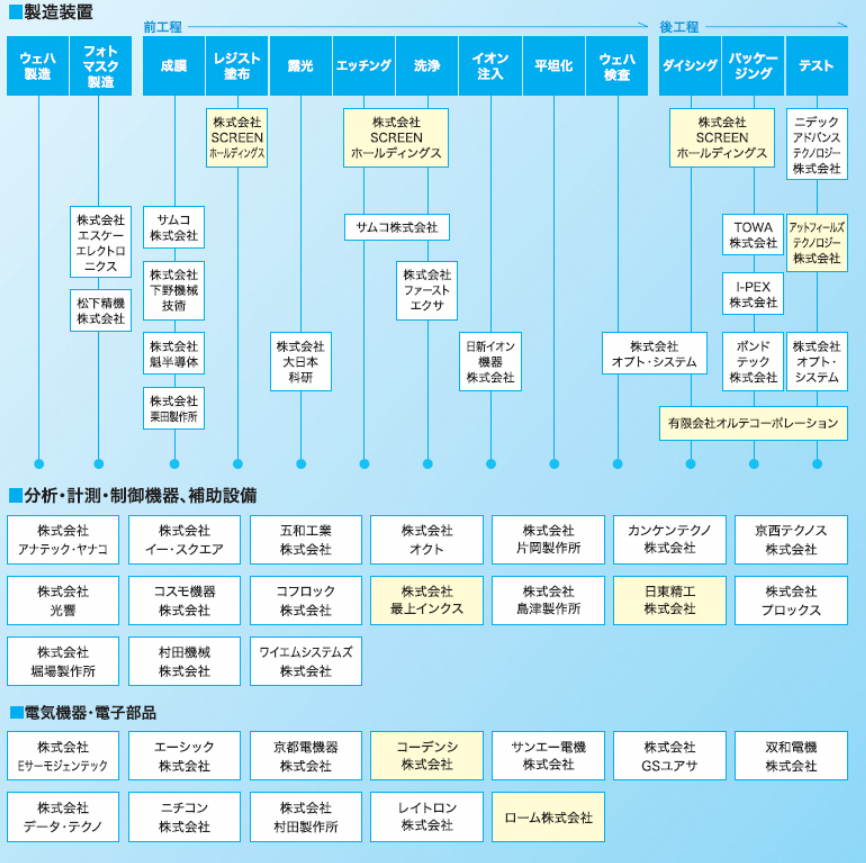 ■製造装置
前工程
後工程
ウェハ
製造
フォト
マスク
製造
成膜
レジスト
塗布
露光
エッチング
洗浄
イオン
注入
平坦化
ウェハ
検査
ダイシング
パッケー
ジング
テスト
株式会社
SCREEN
ホールディングス
株式会社
SCREEN
ホールディングス
株式会社
SCREEN
ホールディングス
ニデック
アドバンス
テクノロジー
株式会社
株式会社
エスケー
エレクトロ
ニクス
サムコ
株式会社
サムコ株式会社
TOWA
株式会社
アットフィールズ
テクノロジー
株式会社
株式会社
下野機械
技術
株式会社
ファースト
エクサ
I-PEX
株式会社
松下精機
株式会社
株式会社
魁半導体
株式会社
大日本
科研
日新イオン
機器
株式会社
株式会社
オプト・システム
ボンド
テック
株式会社
株式会社
オプト・
システム
株式会社
栗田製作所
有限会社オルテコーポレーション
■分析・計測・制御機器、補助設備
株式会社
アナテック・ヤナコ
株式会社
イー・スクエア
五和工業
株式会社
株式会社
オクト
株式会社
片岡製作所
カンケンテクノ
株式会社
京西テクノス
株式会社
株式会社
光響
コスモ機器
株式会社
コフロック
株式会社
株式会社
最上インクス
株式会社
島津製作所
日東精工
株式会社
株式会社
プロックス
株式会社
堀場製作所
村田機械
株式会社
ワイエムシステムズ
株式会社
■電気機器・電子部品
株式会社
Eサーモジェンテック
エーシック
株式会社
京都電機器
株式会社
コーデンシ
株式会社
サンエー電機
株式会社
株式会社
GSユアサ
双和電機
株式会社
株式会社
データ・テクノ
ニチコン
株式会社
株式会社
村田製作所
レイトロン
株式会社
ローム株式会社